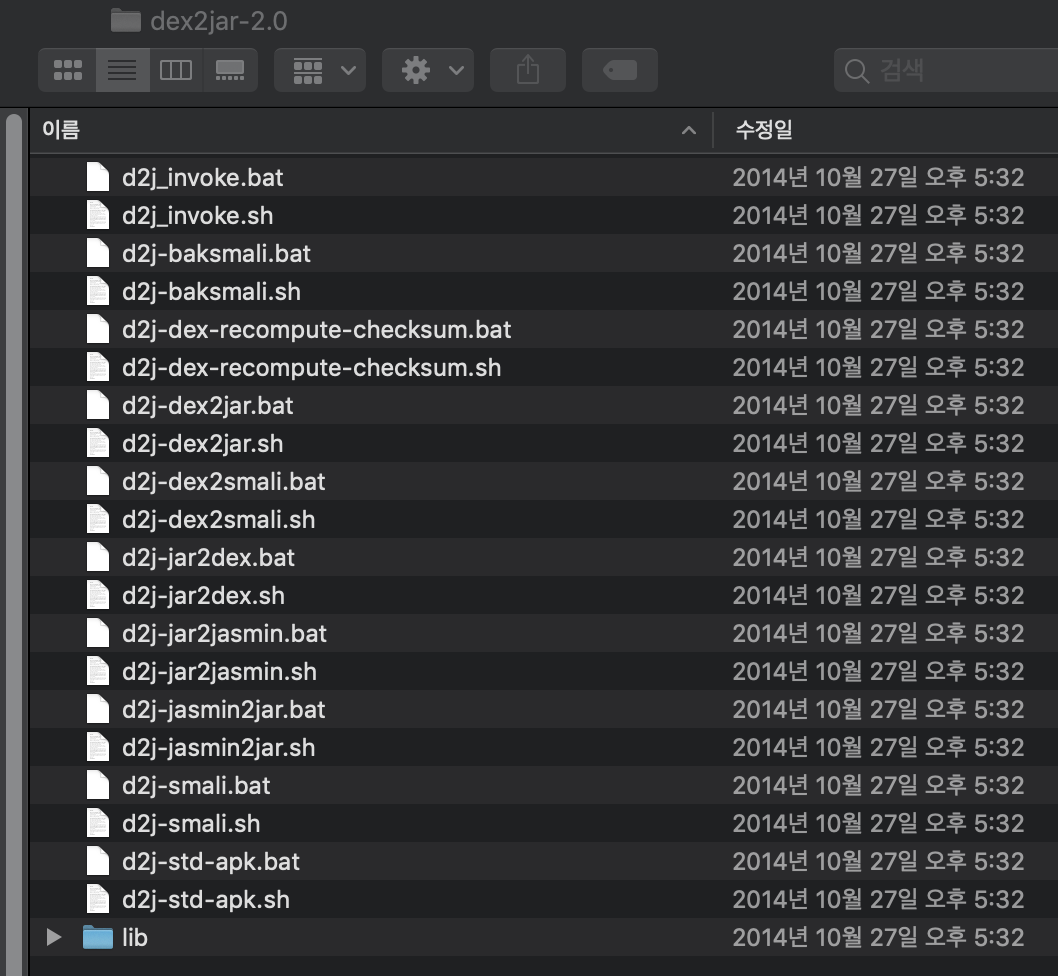 dex2jar-2.0
검색
이름 수정일
d2j_invoke.bat 2014년 10월 27일 오후 5:32
d2j_invoke.sh 2014년 10월 27일 오후 5:32
d2j-baksmali.bat 2014년 10월 27일 오후 5:32
d2j-baksmali.sh 2014년 10월 27일 오후 5:32
d2j-dex-recompute-checksum.bat 2014년 10월 27일 오후 5:32
d2j-dex-recompute-checksum.sh 2014년 10월 27일 오후 5:32
d2j-dex2jar.bat 2014년 10월 27일 오후 5:32
d2j-dex2jar.sh 2014년 10월 27일 오후 5:32
d2j-dex2smali.bat 2014년 10월 27일 오후 5:32
d2j-dex2smali.sh 2014년 10월 27일 오후 5:32
d2j-jar2dex.bat 2014년 10월 27일 오후 5:32
d2j-jar2dex.sh 2014년 10월 27일 오후 5:32
d2j-jar2jasmin.bat 2014년 10월 27일 오후 5:32
d2j-jar2jasmin.sh 2014년 10월 27일 오후 5:32
d2j-jasmin2jar.bat 2014년 10월 27일 오후 5:32
d2j-jasmin2jar.sh 2014년 10월 27일 오후 5:32
d2j-smali.bat 2014년 10월 27일 오후 5:32
d2j-smali.sh 2014년 10월 27일 오후 5:32
d2j-std-apk.bat 2014년 10월 27일 오후 5:32
d2j-std-apk.sh 2014년 10월 27일 오후 5:32
lib 2014년 10월 27일 오후 5:32